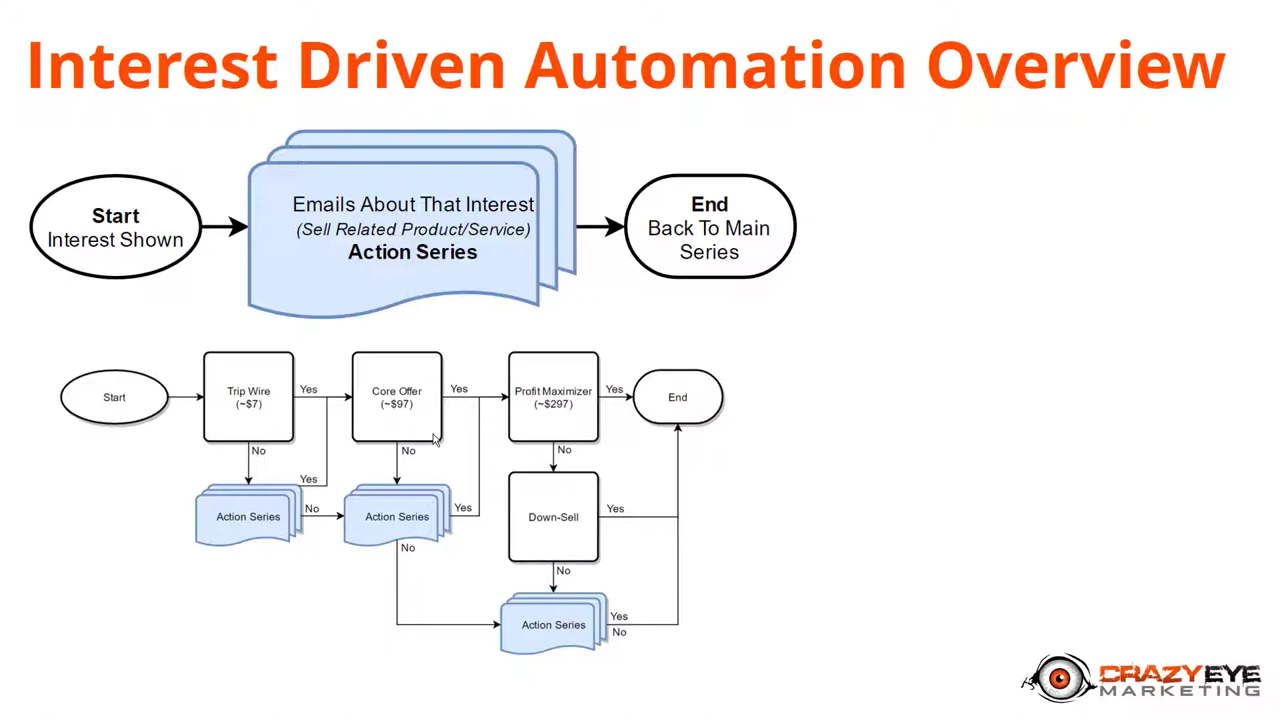 Interest Driven Automation Overview
Start
Interest Shown
Emails About That Interest
(Sell Related Product/Service)
Action Series
End
Back To Main
Series
Start
Trip Wire
(~$7)
Yes
Core Offer
(~$97)
Yes
Profit Maximizer
(~$297)
Yes
End
No
No
No
Yes
Action Series
No
Action Series
Yes
Down-Sell
Yes
No
No
Action Series
Yes
No
CRAZYEYE
MARKETING